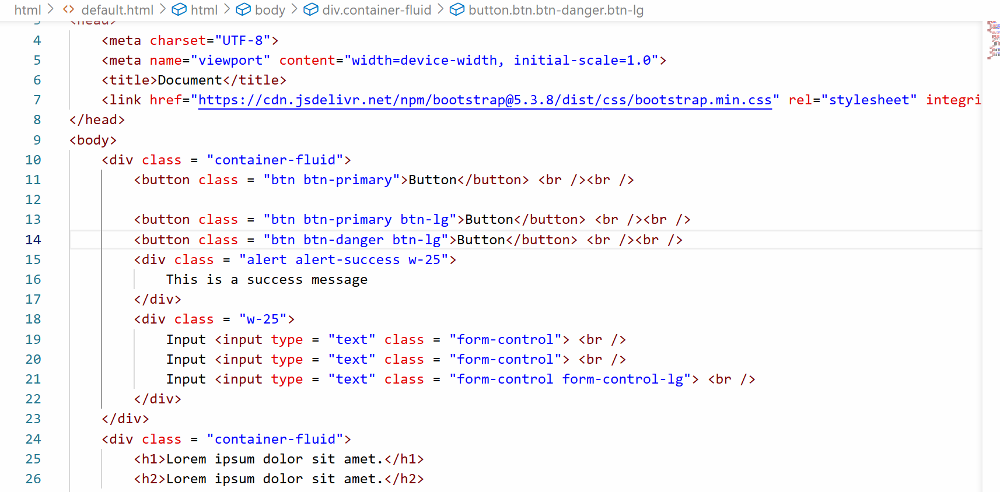 html > <> default.html > html > body > div.container-fluid > button.btn.btn-danger.btn-lg
3 <head>
4 <meta charset="UTF-8">
5 <meta name="viewport" content="width=device-width, initial-scale=1.0">
6 <title>Document</title>
7 <link href="https://cdn.jsdelivr.net/npm/bootstrap@5.3.8/dist/css/bootstrap.min.css" rel="stylesheet" integri
8 </head>
9 <body>
10 <div class = "container-fluid">
11 <button class = "btn btn-primary">Button</button> <br /><br />
12
13 <button class = "btn btn-primary btn-lg">Button</button> <br /><br />
14 <button class = "btn btn-danger btn-lg">Button</button> <br /><br />
15 <div class = "alert alert-success w-25">
16 This is a success message
17 </div>
18 <div class = "w-25">
19 Input <input type = "text" class = "form-control"> <br />
20 Input <input type = "text" class = "form-control"> <br />
21 Input <input type = "text" class = "form-control form-control-lg"> <br />
22 </div>
23 </div>
24 <div class = "container-fluid">
25 <h1>Lorem ipsum dolor sit amet.</h1>
26 <h2>Lorem ipsum dolor sit amet.</h2>